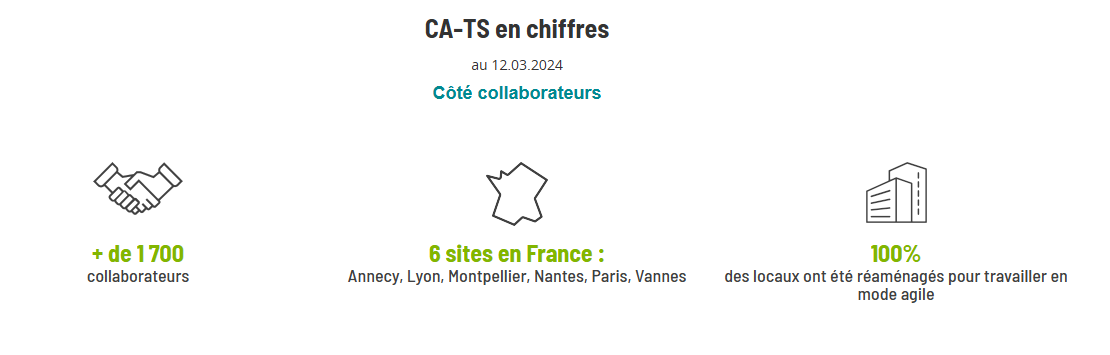 CA-TS en chiffres
au 12.03.2024
Côté collaborateurs
+ de 1 700
collaborateurs
6 sites en France :
Annecy, Lyon, Montpellier, Nantes, Paris, Vannes
100%
des locaux ont été réaménagés pour travailler en
mode agile